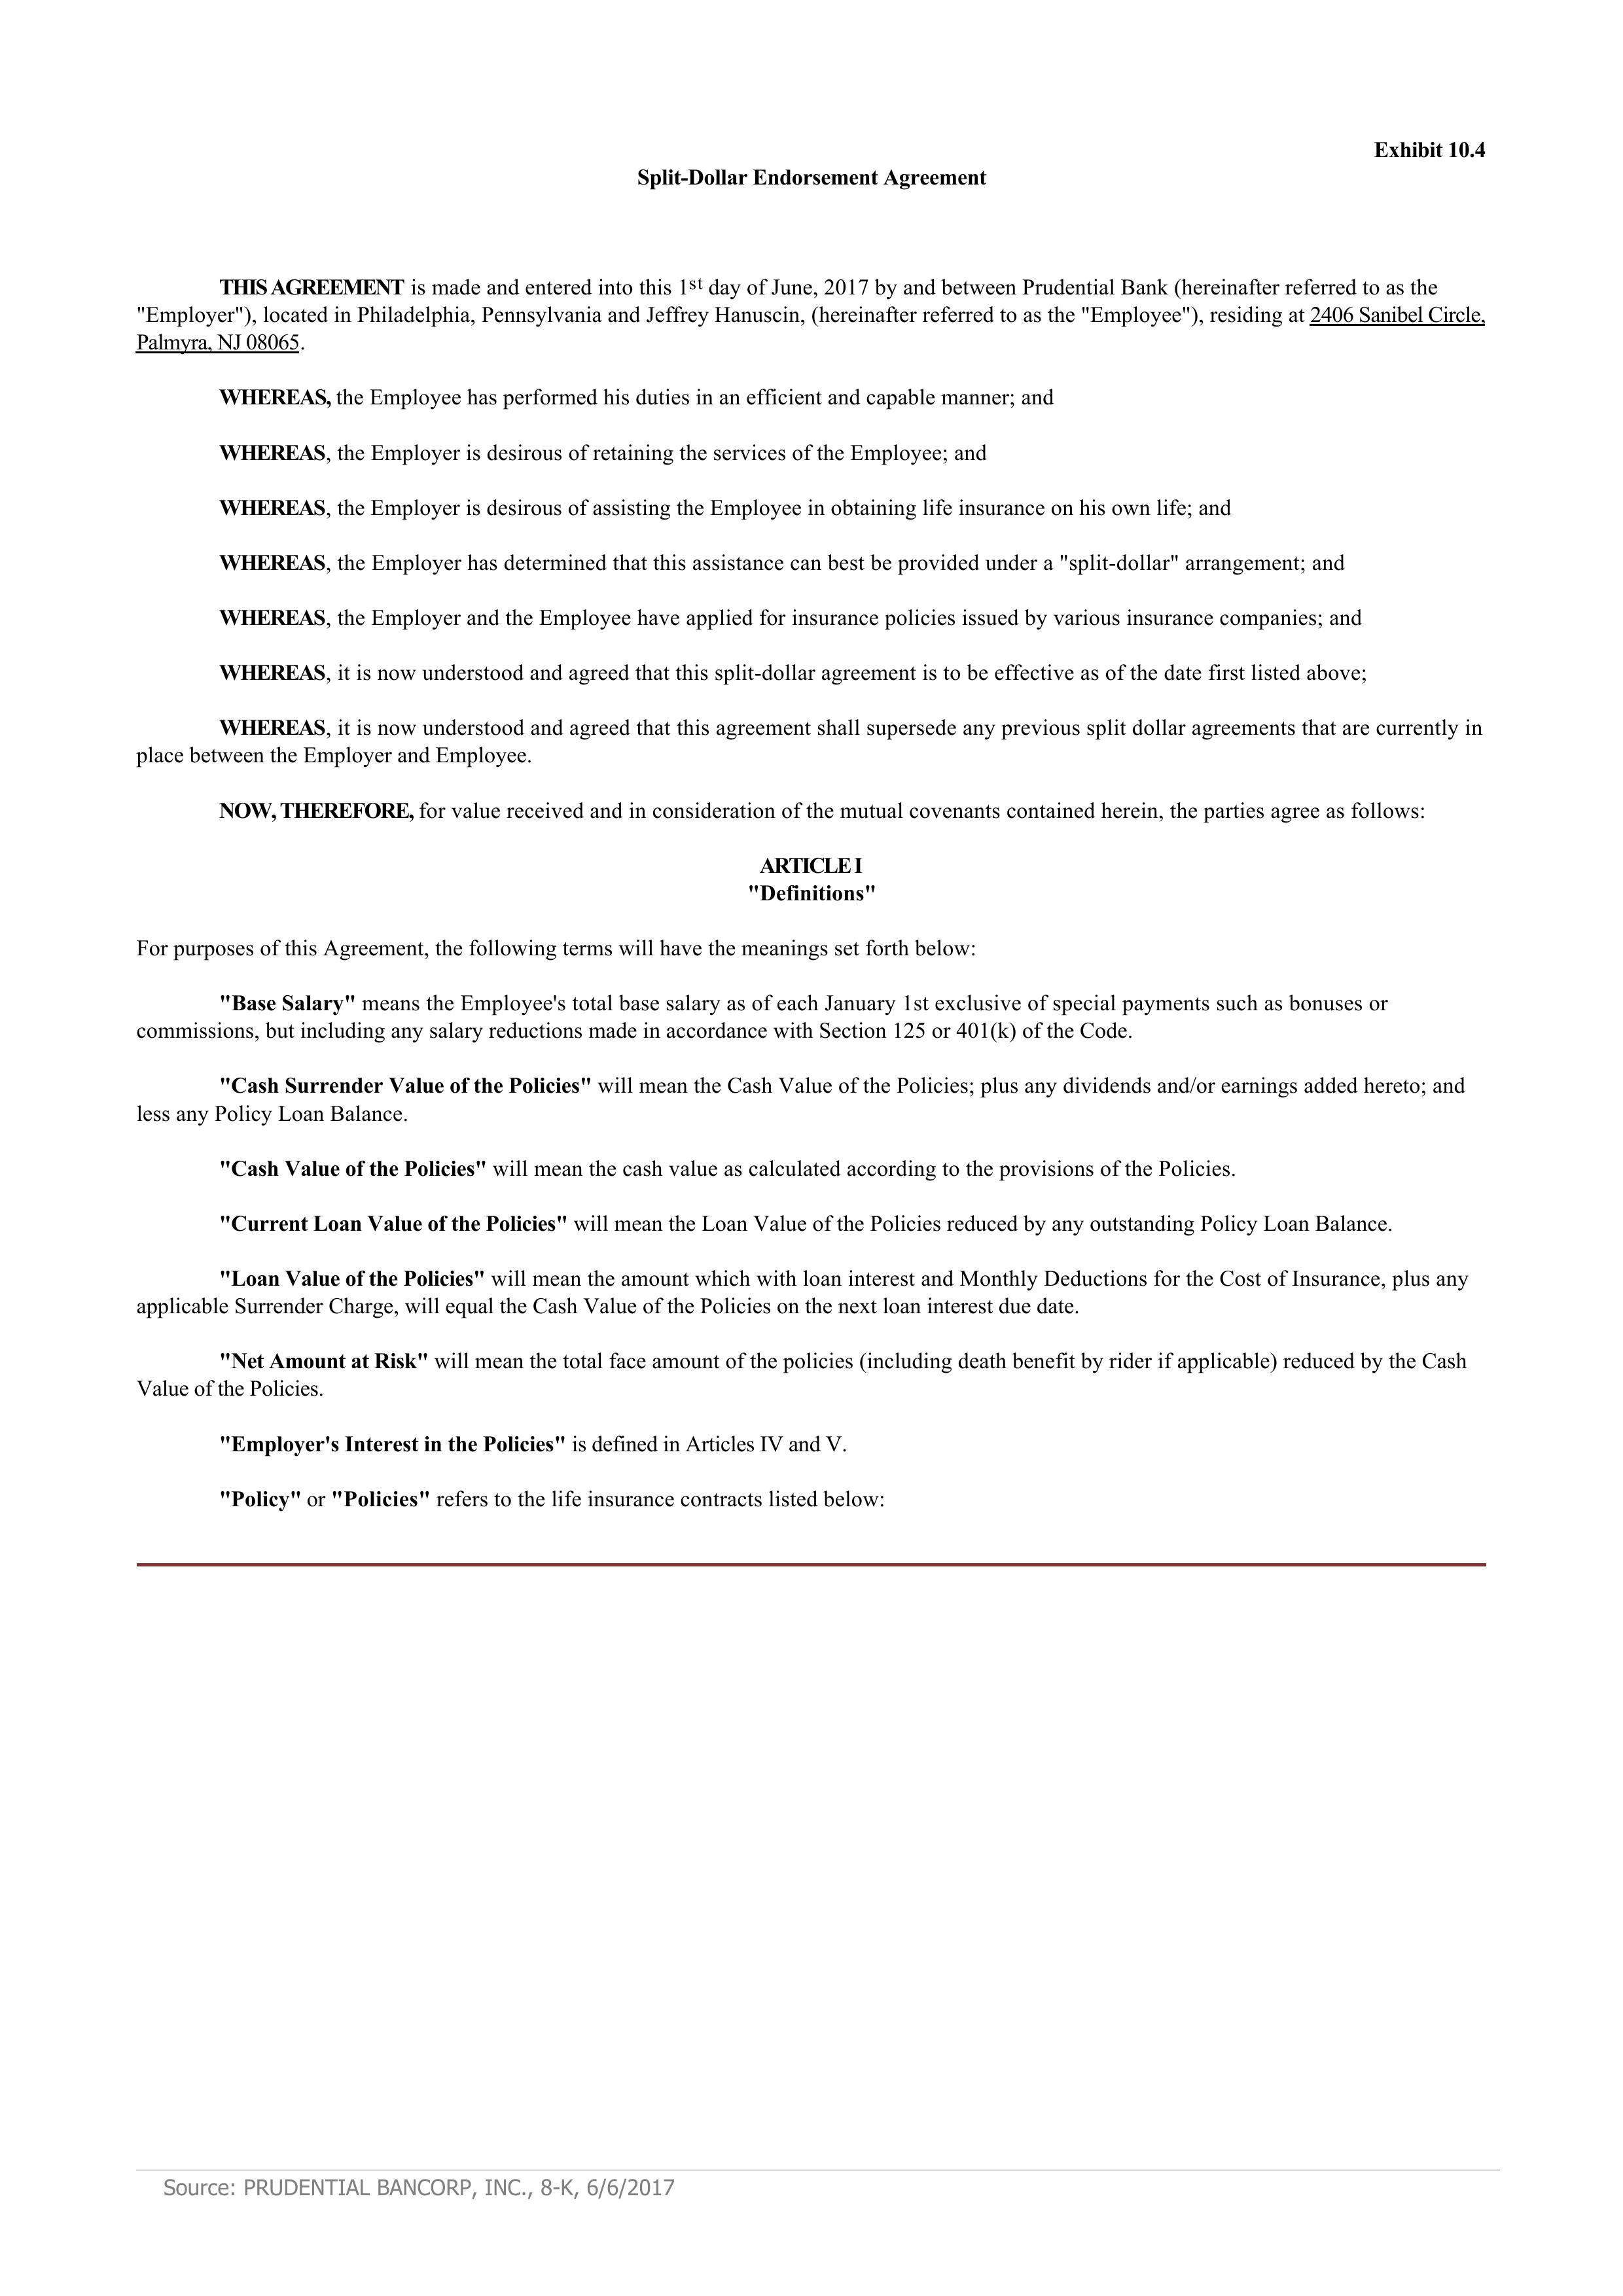 Exhibit 10.4
Split-Dollar Endorsement Agreement
THIS AGREEMENT is made and entered into this 1st day of June, 2017 by and between Prudential Bank (hereinafter referred to as the
"Employer"), located in Philadelphia, Pennsylvania and Jeffrey Hanuscin, (hereinafter referred to as the "Employee"), residing at 2406 Sanibel Circle,
Palmyra, NJ 08065.
WHEREAS, the Employee has performed his duties in an efficient and capable manner; and
WHEREAS, the Employer is desirous of retaining the services of the Employee; and
WHEREAS, the Employer is desirous of assisting the Employee in obtaining life insurance on his own life; and
WHEREAS, the Employer has determined that this assistance can best be provided under a "split-dollar" arrangement; and
WHEREAS, the Employer and the Employee have applied for insurance policies issued by various insurance companies; and
WHEREAS, it is now understood and agreed that this split-dollar agreement is to be effective as of the date first listed above;
WHEREAS, it is now understood and agreed that this agreement shall supersede any previous split dollar agreements that are currently in
place between the Employer and Employee.
NOW, THEREFORE, for value received and in consideration of the mutual covenants contained herein, the parties agree as follows:
ARTICLE I
"Definitions"
For purposes of this Agreement, the following terms will have the meanings set forth below:
"Base Salary" means the Employee's total base salary as of each January 1st exclusive of special payments such as bonuses or
commissions, but including any salary reductions made in accordance with Section 125 or 401(k) of the Code.
"Cash Surrender Value of the Policies" will mean the Cash Value of the Policies; plus any dividends and/or earnings added hereto; and
less any Policy Loan Balance.
"Cash Value of the Policies" will mean the cash value as calculated according to the provisions of the Policies.
"Current Loan Value of the Policies" will mean the Loan Value of the Policies reduced by any outstanding Policy Loan Balance.
"Loan Value of the Policies" will mean the amount which with loan interest and Monthly Deductions for the Cost of Insurance, plus any
applicable Surrender Charge, will equal the Cash Value of the Policies on the next loan interest due date.
"Net Amount at Risk" will mean the total face amount of the policies (including death benefit by rider if applicable) reduced by the Cash
Value of the Policies.
"Employer's Interest in the Policies" is defined in Articles IV and V.
"Policy" or "Policies" refers to the life insurance contracts listed below:
Source: PRUDENTIAL BANCORP, INC., 8-K, 6/6/2017